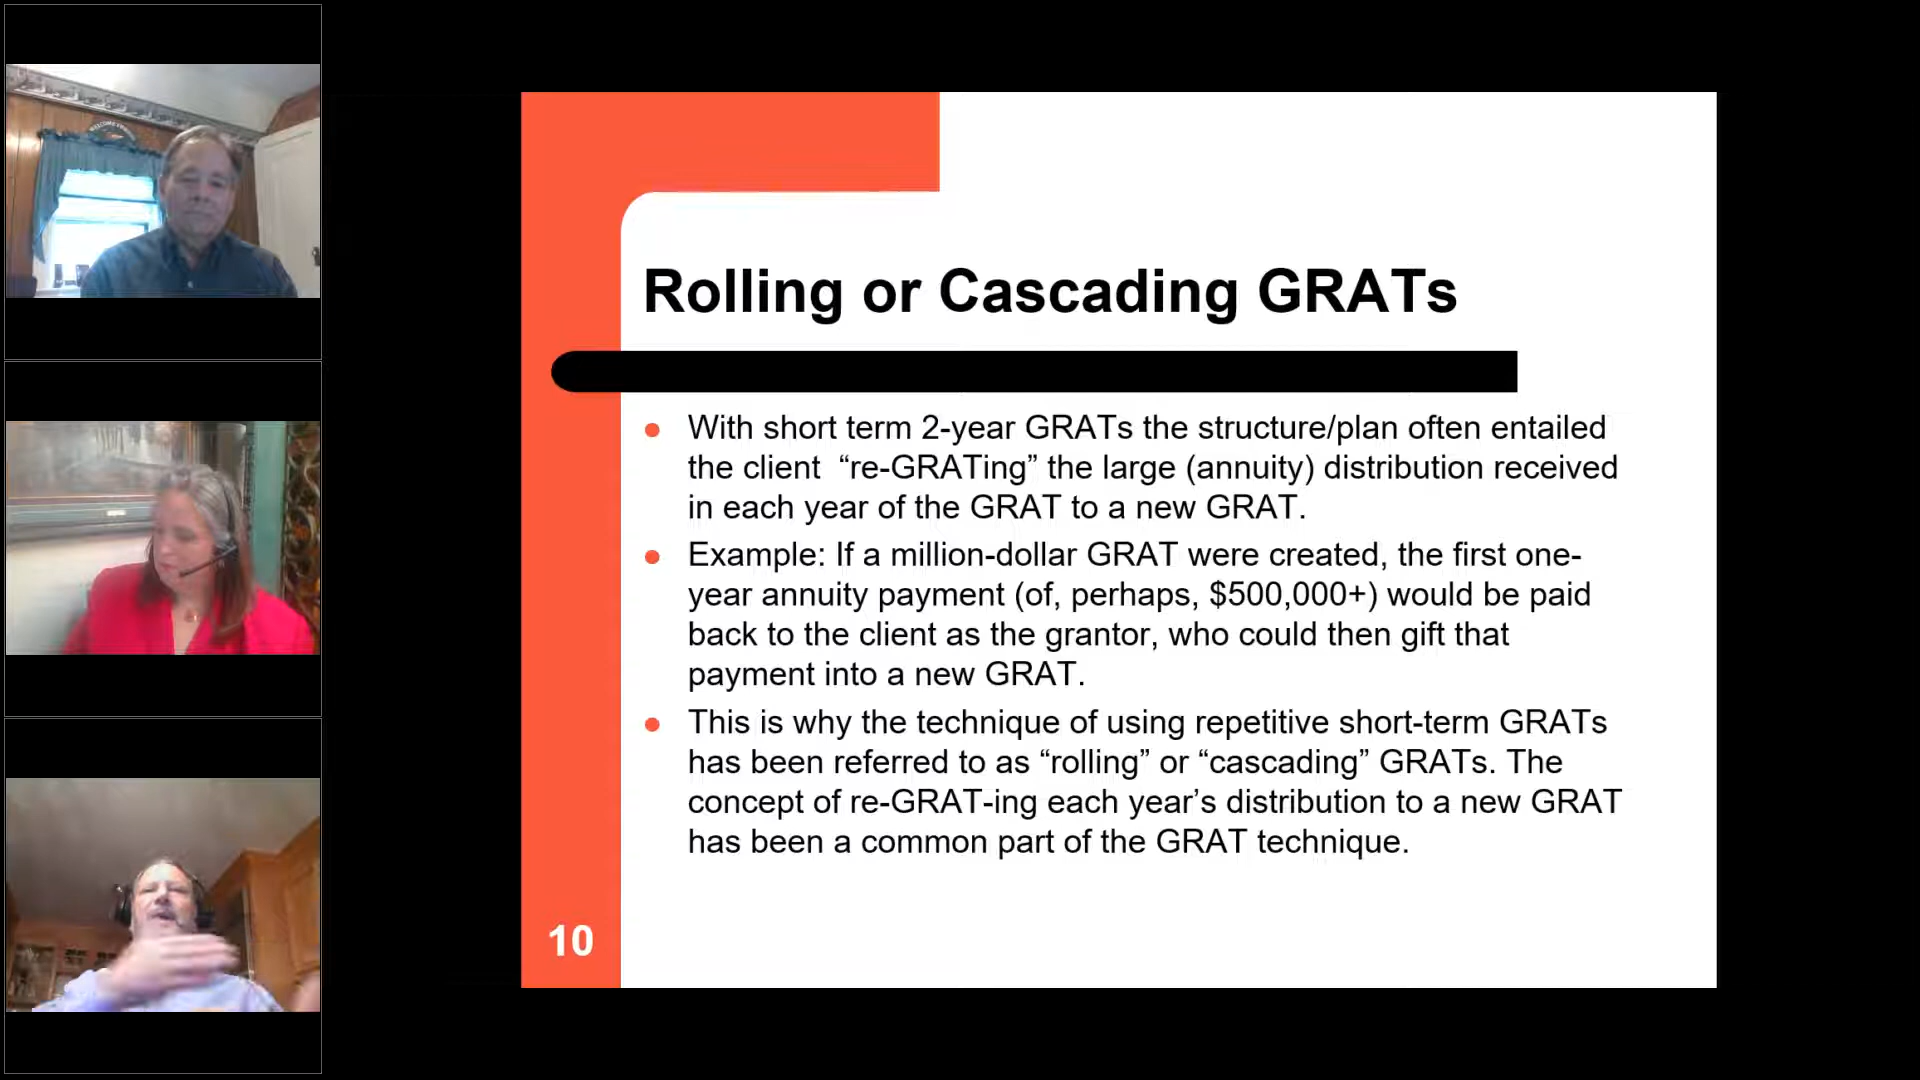 Rolling or Cascading GRATs
With short term 2-year GRATs the structure/plan often entailed
the client “re-GRATing” the large (annuity) distribution received
in each year of the GRAT to a new GRAT.
Example: If a million-dollar GRAT were created, the first one-
year annuity payment (of, perhaps, $500,000+) would be paid
back to the client as the grantor, who could then gift that
payment into a new GRAT.
This is why the technique of using repetitive short-term GRATs
has been referred to as “rolling” or “cascading” GRATs. The
concept of re-GRAT-ing each year’s distribution to a new GRAT
has been a common part of the GRAT technique.
10